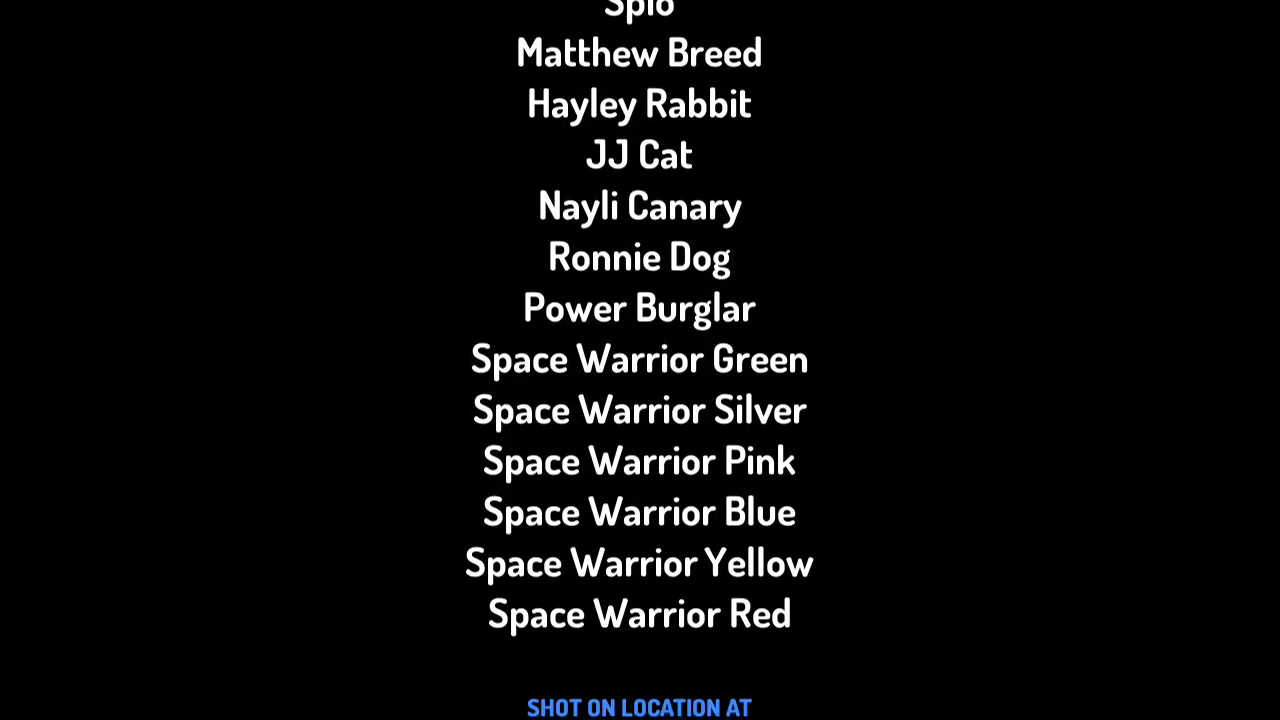 Spio
Matthew Breed
Hayley Rabbit
JJ Cat
Nayli Canary
Ronnie Dog
Power Burglar
Space Warrior Green
Space Warrior Silver
Space Warrior Pink
Space Warrior Blue
Space Warrior Yellow
Space Warrior Red
SHOT ON LOCATION AT